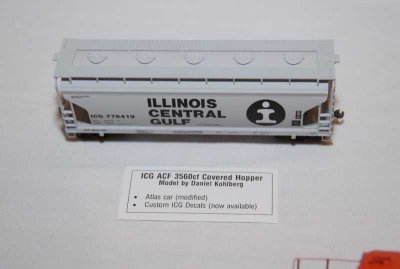 ILLINOIS
CENTRAL
GULF
ICG 776419
ICG ACF 3560cf Covered Hopper
Model by Daniel Kohlberg
• Atlas car (modified)
• Custom ICG Decals (now available)